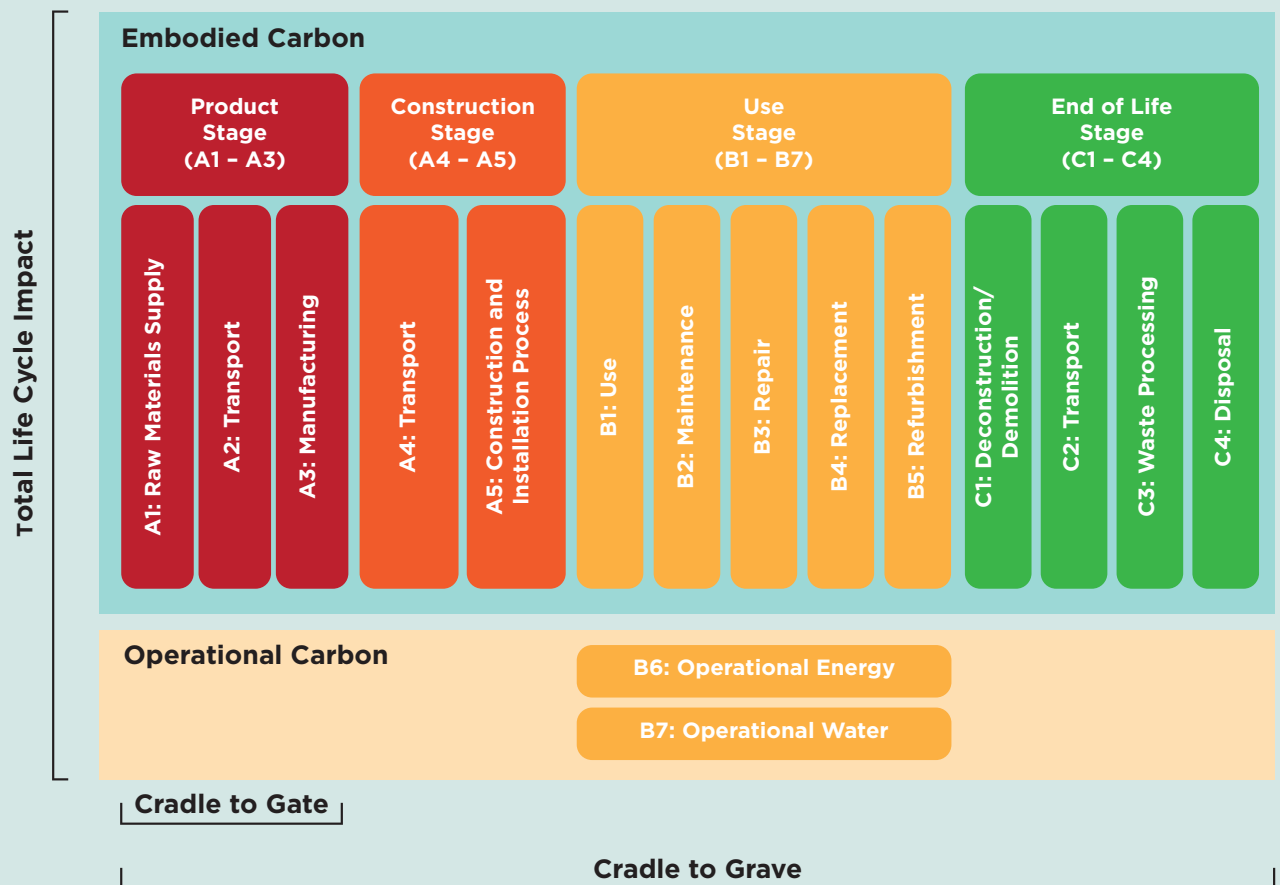 Total Life Cycle Impact
Embodied Carbon
Product
Stage
(A1 – A3)
Construction
Stage
(A4 – A5)
Use
Stage
(B1 – B7)
End of Life
Stage
(C1 – C4)
A1: Raw Materials Supply
A2: Transport
A3: Manufacturing
A4: Transport
A5: Construction and
Installation Process
B1: Use
B2: Maintenance
B3: Repair
B4: Replacement
B5: Refurbishment
C1: Deconstruction/
Demolition
C2: Transport
C3: Waste Processing
C4: Disposal
Operational Carbon
B6: Operational Energy
B7: Operational Water
Cradle to Gate
Cradle to Grave